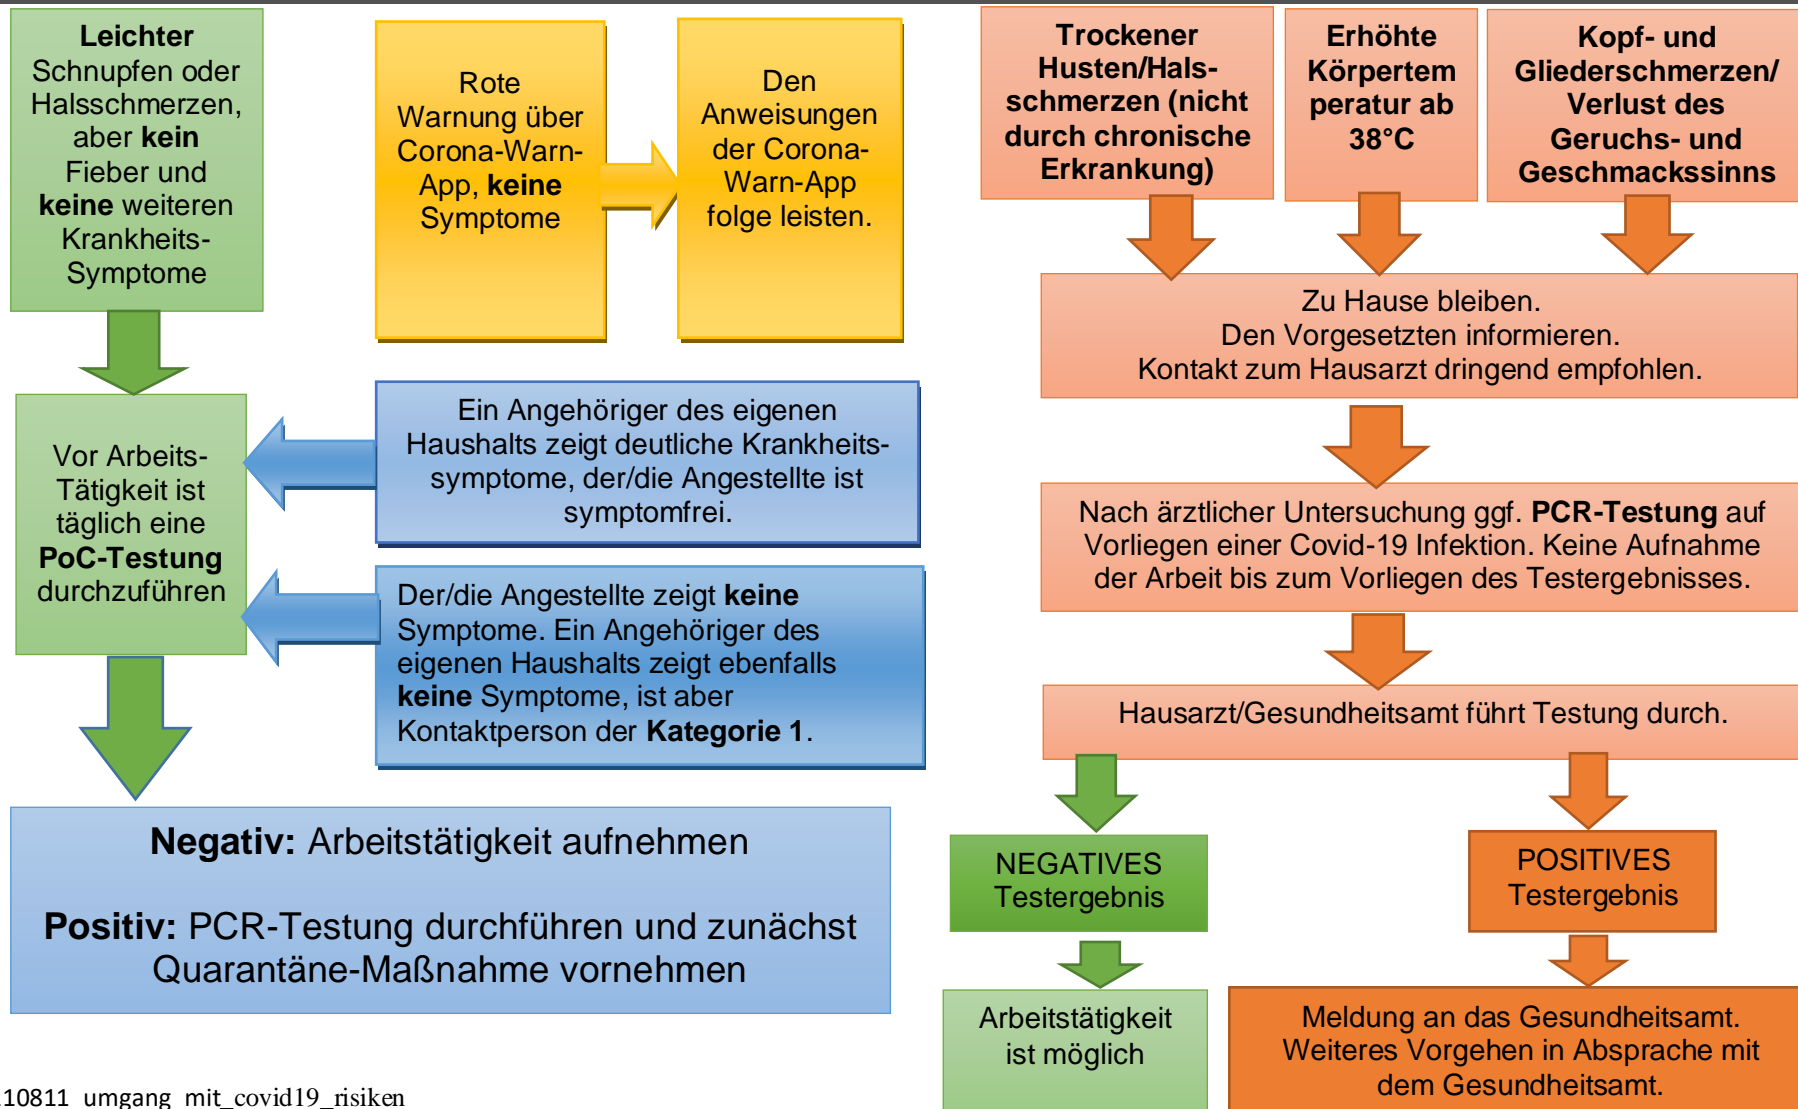 Leichter
Schnupfen oder
Halsschmerzen,
aber kein
Fieber und
keine weiteren
Krankheits-
Symptome
Rote
Warnung über
Corona-Warn-
App, keine
Symptome
Den
Anweisungen
der Corona-
Warn-App
folge leisten.
Vor Arbeits-
Tätigkeit ist
täglich eine
PoC-Testung
durchzuführen
Ein Angehöriger des eigenen
Haushalts zeigt deutliche Krankheits-
symptome, der/die Angestellte ist
symptomfrei.
Der/die Angestellte zeigt keine
Symptome. Ein Angehöriger des
eigenen Haushalts zeigt ebenfalls
keine Symptome, ist aber
Kontaktperson der Kategorie 1.
Negativ: Arbeitstätigkeit aufnehmen
Positiv: PCR-Testung durchführen und zunächst
Quarantäne-Maßnahme vornehmen
Trockener
Husten/Hals-
schmerzen (nicht
durch chronische
Erkrankung)
Erhöhte
Körpertem
peratur ab
38°C
Kopf- und
Gliederschmerzen/
Verlust des
Geruchs- und
Geschmackssinns
Zu Hause bleiben.
Den Vorgesetzten informieren.
Kontakt zum Hausarzt dringend empfohlen.
Nach ärztlicher Untersuchung ggf. PCR-Testung auf
Vorliegen einer Covid-19 Infektion. Keine Aufnahme
der Arbeit bis zum Vorliegen des Testergebnisses.
Hausarzt/Gesundheitsamt führt Testung durch.
NEGATIVES
Testergebnis
POSITIVES
Testergebnis
Arbeitstätigkeit
ist möglich
Meldung an das Gesundheitsamt.
Weiteres Vorgehen in Absprache mit
dem Gesundheitsamt.
10811_umgang_mit_covid19_risiken